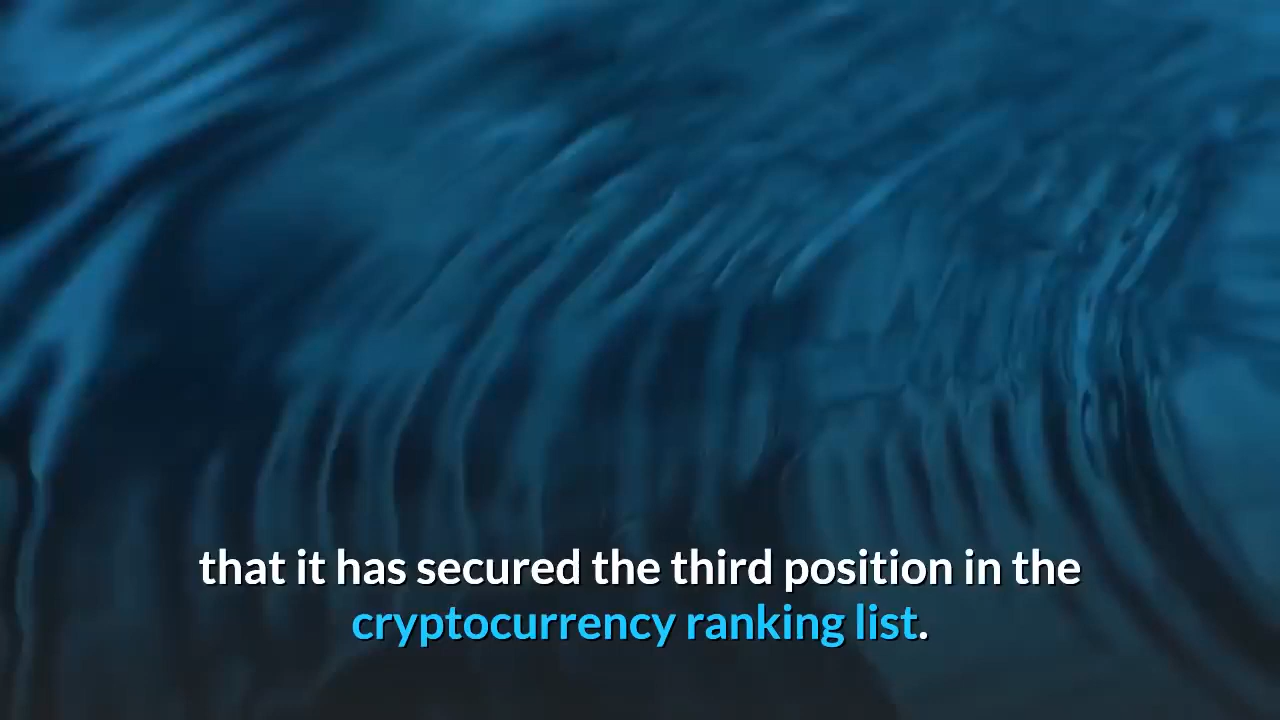 that it has secured the third position in the
cryptocurrency ranking list.